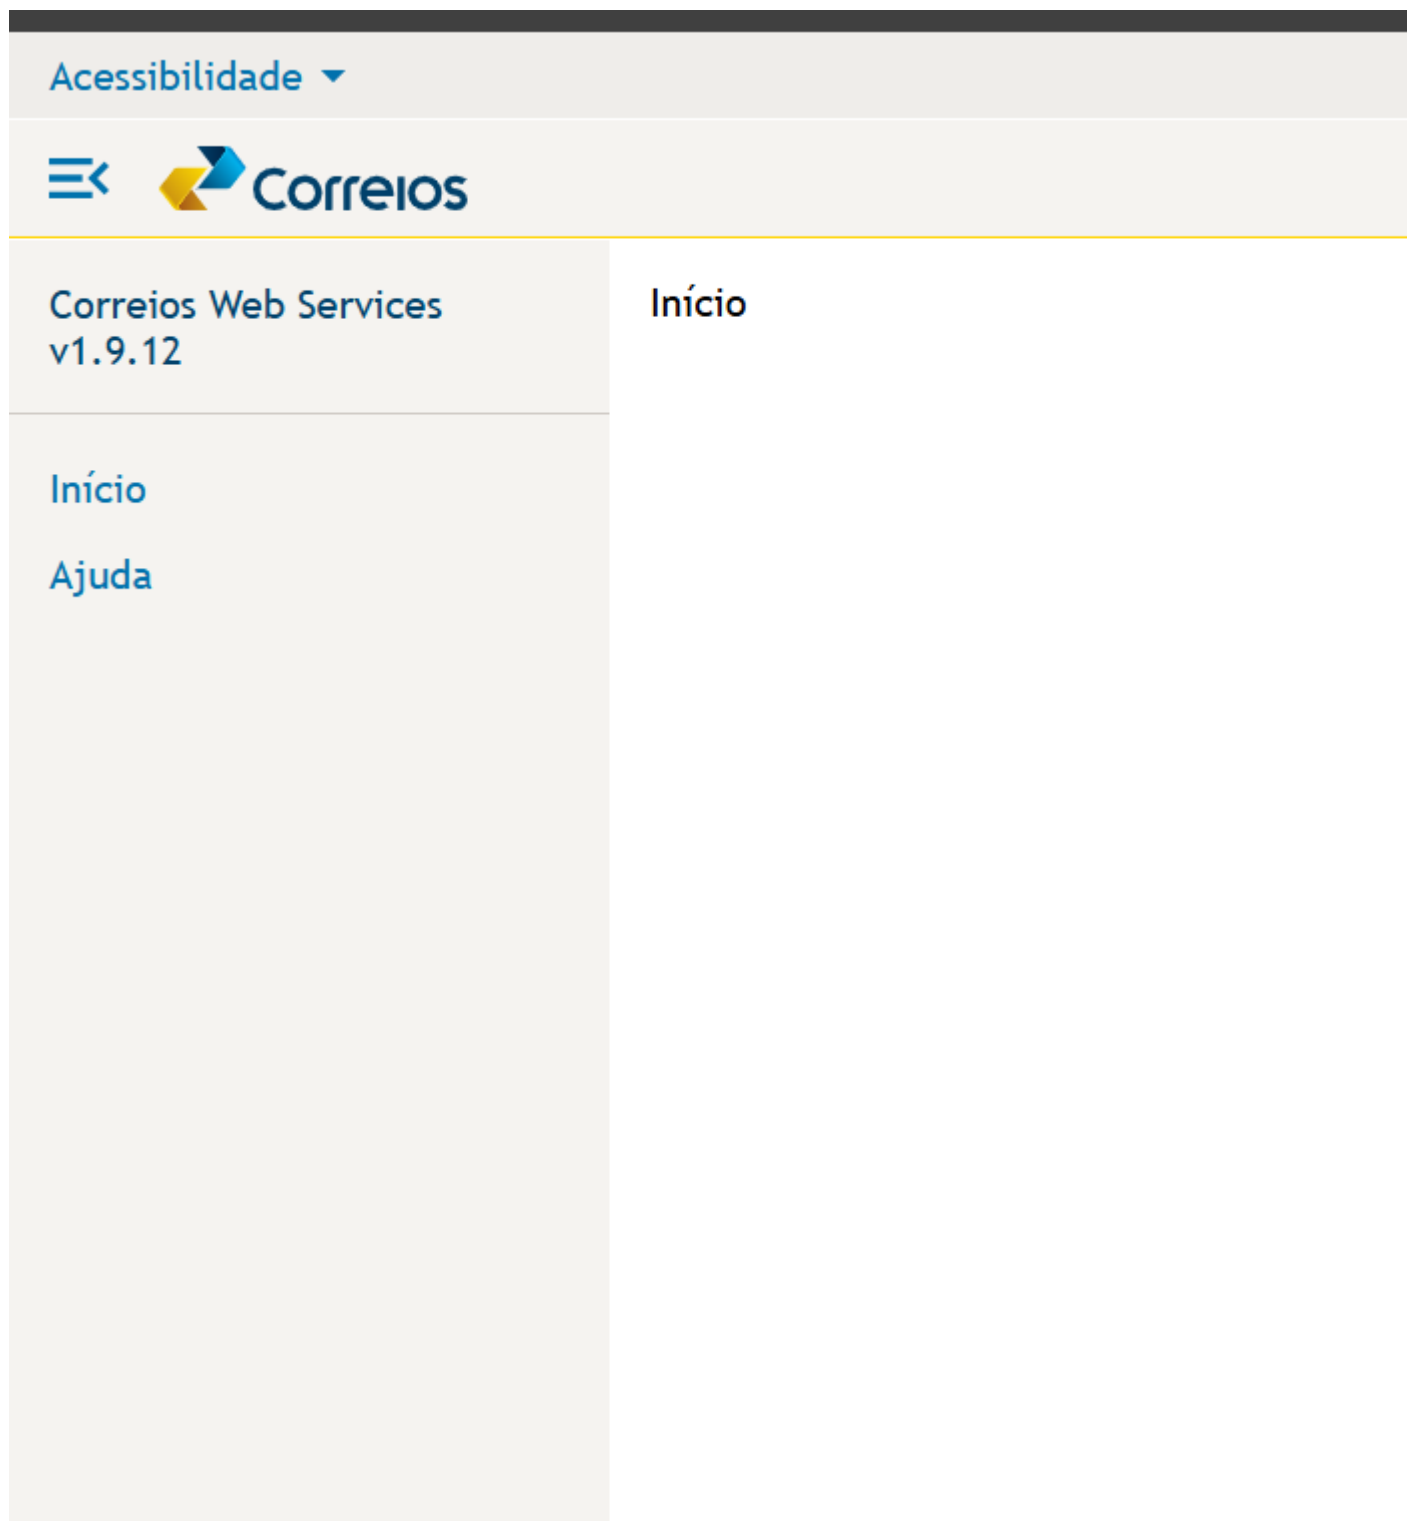 Acessibilidade
Correios
Correios Web Services
v1.9.12
Início
Ajuda
Início